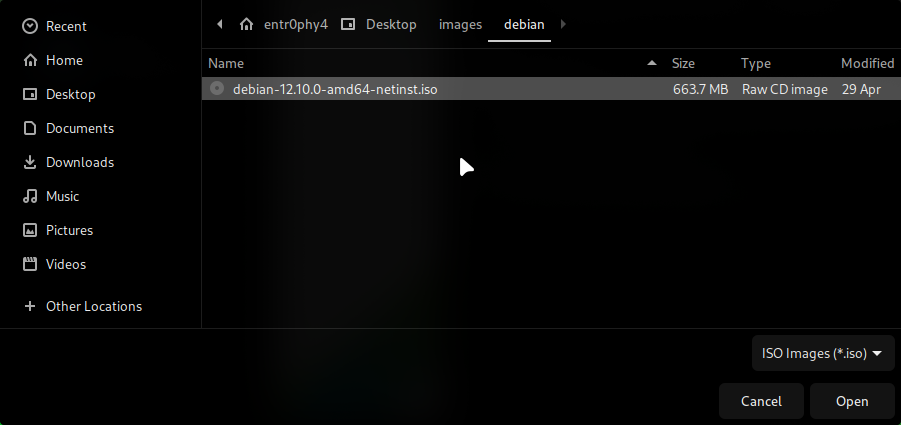 Recent
Home
Desktop
Documents
Downloads
Music
Pictures
Videos
Other Locations
entr0phy4 Desktop images debian
Name Size Type Modified
debian-12.10.0-amd64-netinst.iso 663.7 MB Raw CD image 29 Apr
ISO Images (*.iso)
Cancel Open